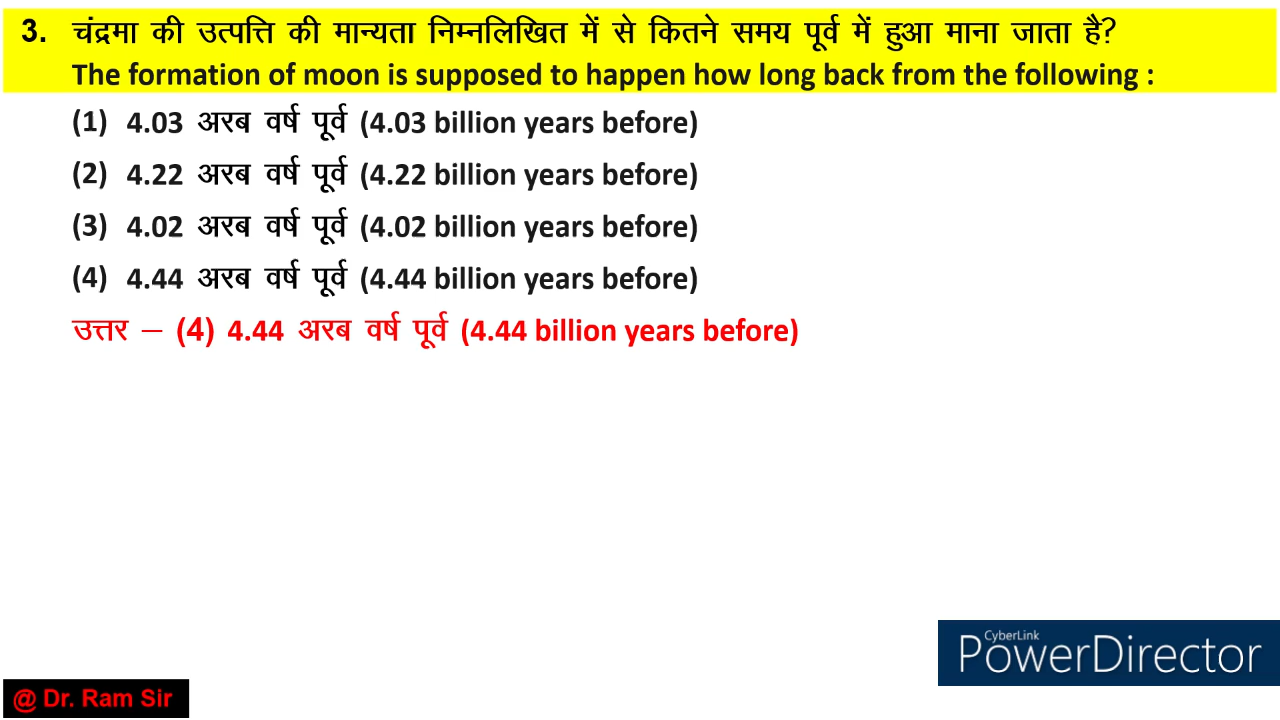 3. चंद्रमा की उत्पत्ति की मान्यता निम्नलिखित में से कितने समय पूर्व में हुआ माना जाता है?
The formation of moon is supposed to happen how long back from the following :
(1) 4.03 अरब वर्ष पूर्व (4.03 billion years before)
(2) 4.22 अरब वर्ष पूर्व (4.22 billion years before)
(3) 4.02 अरब वर्ष पूर्व (4.02 billion years before)
(4) 4.44 अरब वर्ष पूर्व (4.44 billion years before)
उत्तर – (4) 4.44 अरब वर्ष पूर्व (4.44 billion years before)
CyberLink
PowerDirector
@ Dr. Ram Sir